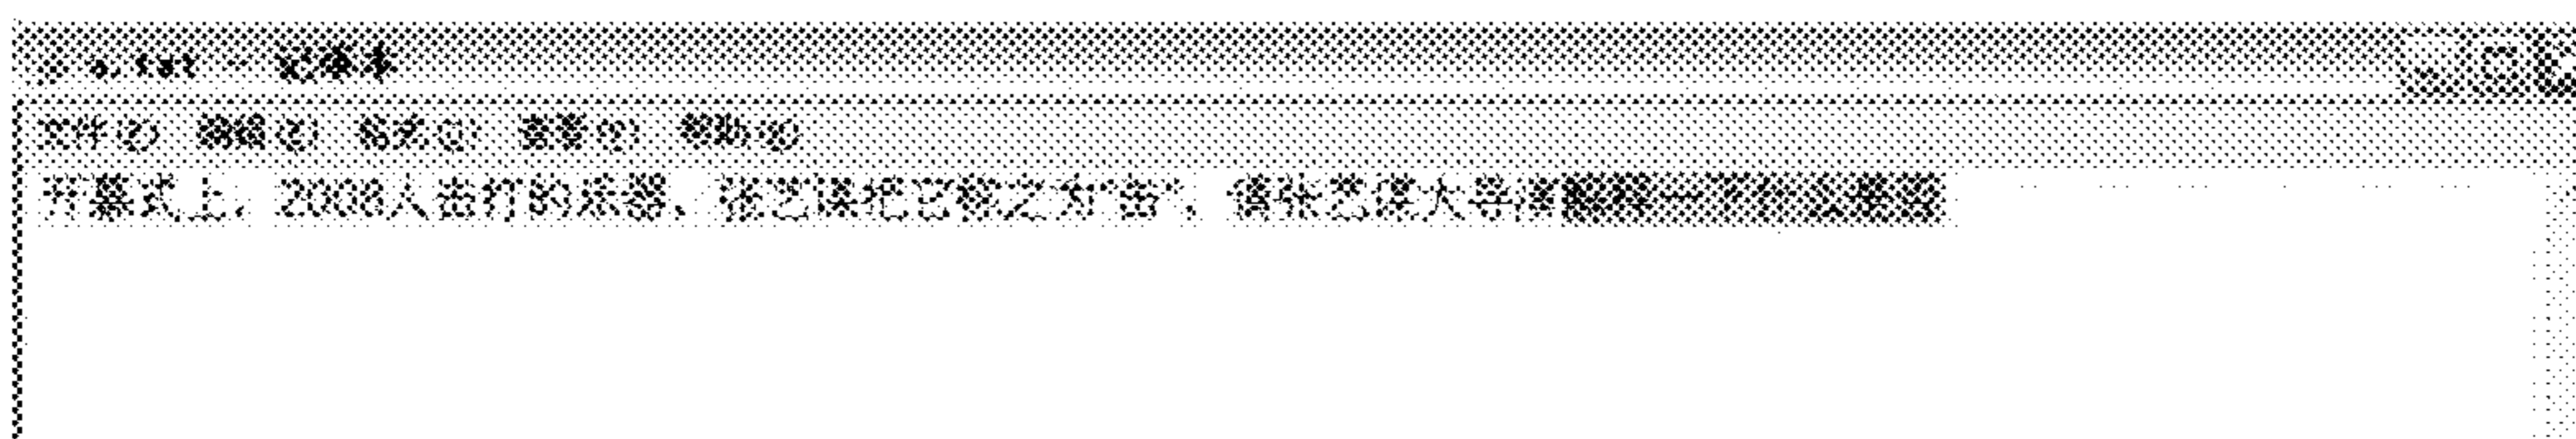 a.txt - 记事本
文件(F) 编辑(E) 格式(O) 查看(V) 帮助(H)
开幕式上，2008人击打的乐器，张艺谋把它称之为"缶"，值张艺谋大导演